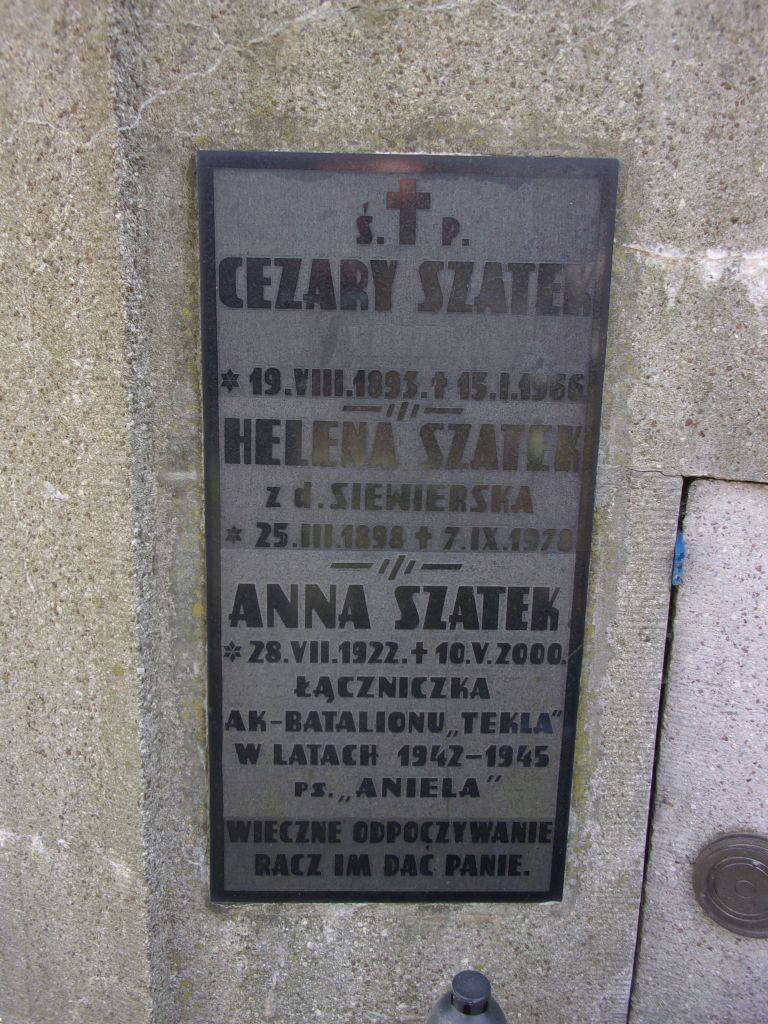 Ś. P.
CEZARY SZATEK
* 19.VIII.1893. † 15.I.1966.
HELENA SZATEK
z d. SIEWIERSKA
* 25.III.1898 † 7.IX.1978
ANNA SZATEK
* 28.VII.1922. † 10.V.2000.
ŁĄCZNICZKA
AK-BATALIONU „TEKLA"
W LATACH 1942-1945
PS. „ANIELA"
WIECZNE ODPOCZYWANIE
RACZ IM DAĆ PANIE.